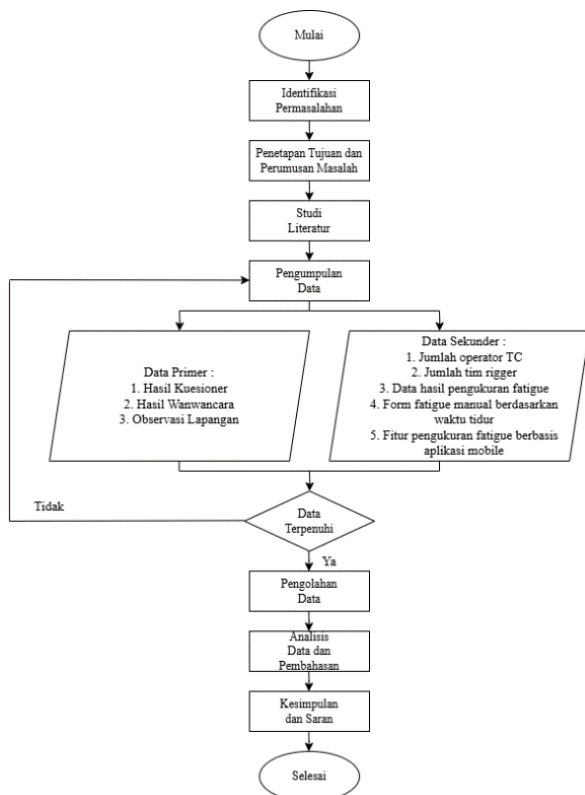 Mulai
Identifikasi
Permasalahan
Penetapan Tujuan dan
Perumusan Masalah
Studi
Literatur
Pengumpulan
Data
Data Primer :
1. Hasil Kuesioner
2. Hasil Wanwancara
3. Observasi Lapangan
Data Sekunder :
1. Jumlah operator TC
2. Jumlah tim rigger
3. Data hasil pengukuran fatigue
4. Form fatigue manual berdasarkan
waktu tidur
5. Fitur pengukuran fatigue berbasis
aplikasi mobile
Tidak
Data
Terpenuhi
Ya
Pengolahan
Data
Analisis
Data dan
Pembahasan
Kesimpulan
dan Saran
Selesai